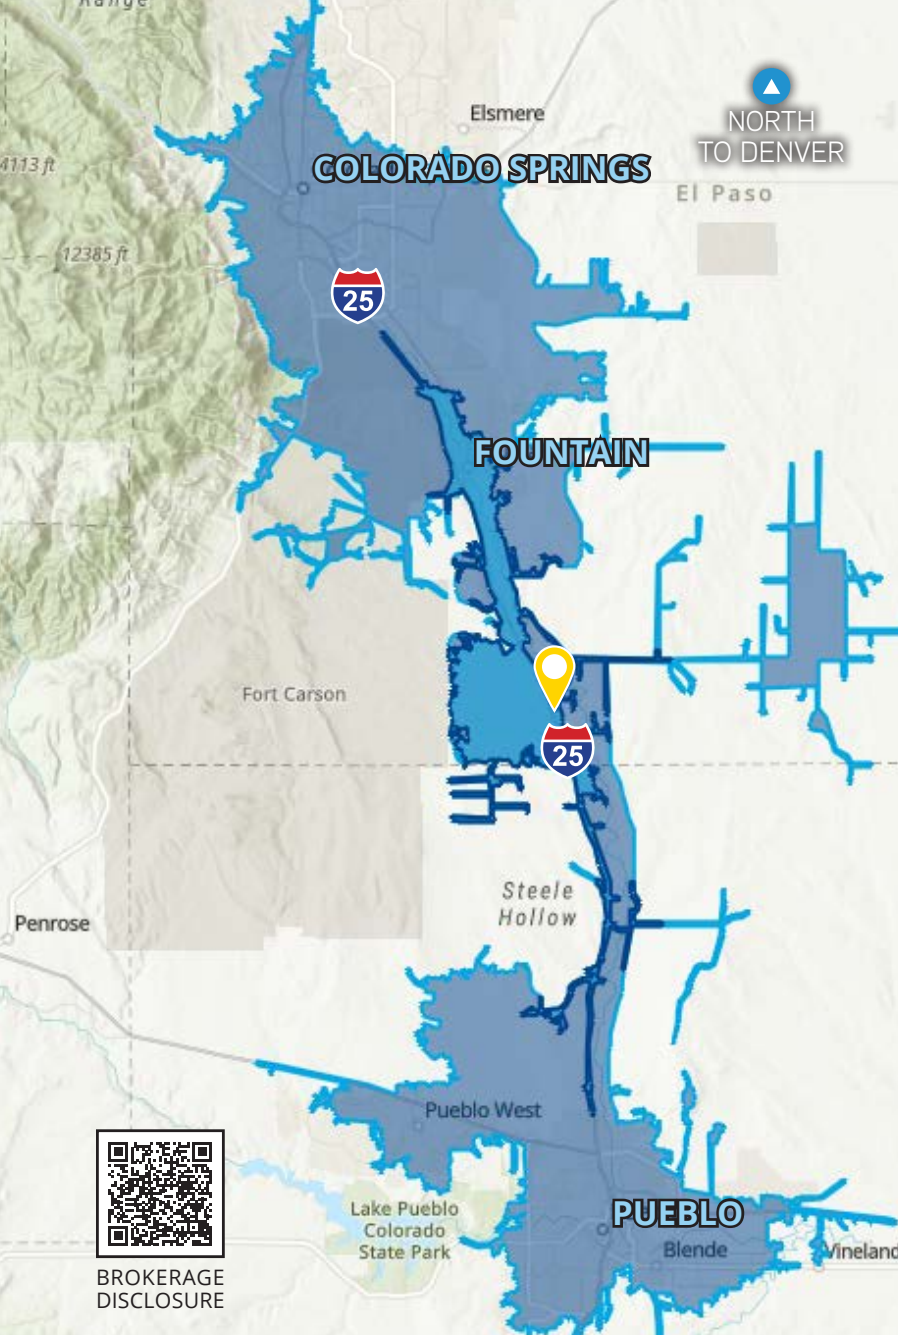 Range
Elsmere
NORTH
TO DENVER
4113 ft
COLORADO SPRINGS
El Paso
12385 ft
25
FOUNTAIN
Fort Carson
25
Steele
Hollow
Penrose
Pueblo West
Lake Pueblo
Colorado
State Park
PUEBLO
Blende
Vineland
BROKERAGE
DISCLOSURE